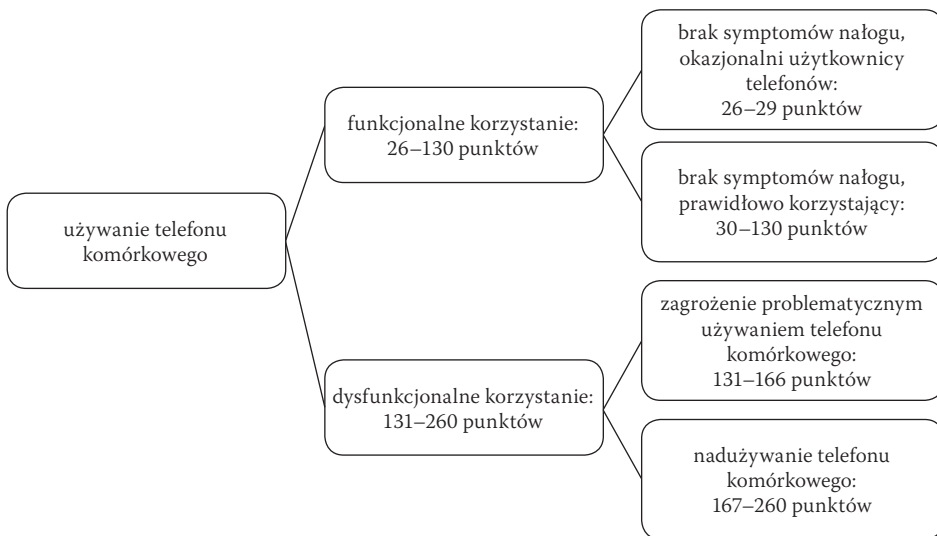 używanie telefonu
komórkowego
funkcjonalne korzystanie:
26–130 punktów
brak symptomów nałogu,
okazjonalni użytkownicy
telefonów:
26–29 punktów
brak symptomów nałogu,
prawidłowo korzystający:
30–130 punktów
dysfunkcjonalne korzystanie:
131–260 punktów
zagrożenie problematycznym
używaniem telefonu
komórkowego:
131–166 punktów
nadużywanie telefonu
komórkowego:
167–260 punktów